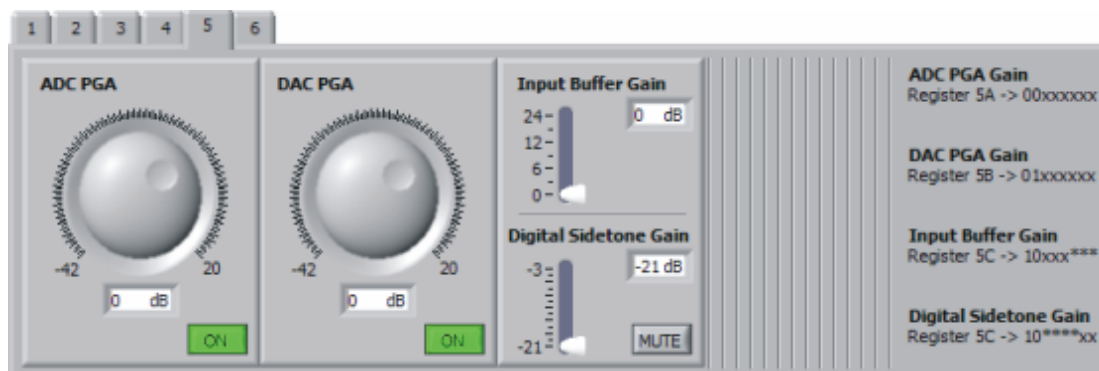 1 2 3 4 5 6
ADC PGA
-42 20
0 dB
ON
DAC PGA
-42 20
0 dB
ON
Input Buffer Gain
0 dB
24
12
6
0
Digital Sidetone Gain
-21 dB
-3
-21
MUTE
ADC PGA Gain
Register 5A -> 00xxxxxx
DAC PGA Gain
Register 5B -> 01xxxxxx
Input Buffer Gain
Register 5C -> 10xxx***
Digital Sidetone Gain
Register 5C -> 10****xx